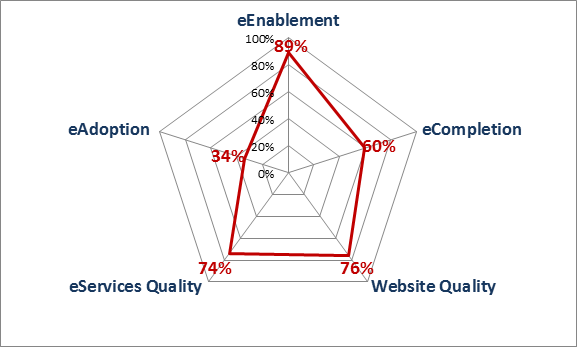 eEnablement
100%
89%
80%
60%
40%
20%
0%
eAdoption
eCompletion
34%
60%
74%
76%
eServices Quality
Website Quality